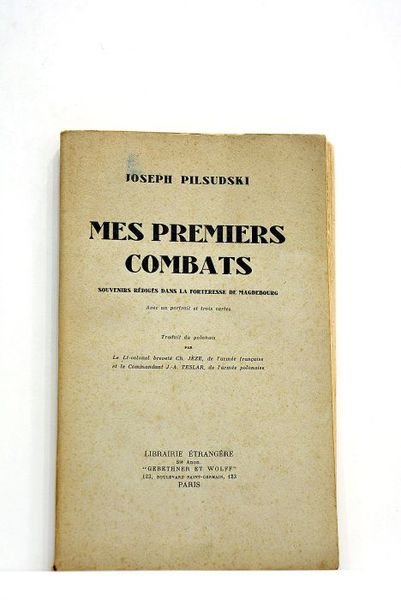 JOSEPH PILSUDSKI
MES PREMIERS
COMBATS
SOUVENIRS RÉDIGÉS DANS LA FORTERESSE DE MAGDEBOURG
Avec un portrait et trois cartes
Traduit du polonais
PAR
Le Lt-colonel breveté Ch. JÈZE, de l'armée française
et le Commandant J.-A. TESLAR, de l'armée polonaise
LIBRAIRIE ÉTRANGÈRE
Sté Anon.
"GEBETHNER ET WOLFF"
123, BOULEVARD SAINT-GERMAIN, 123
PARIS